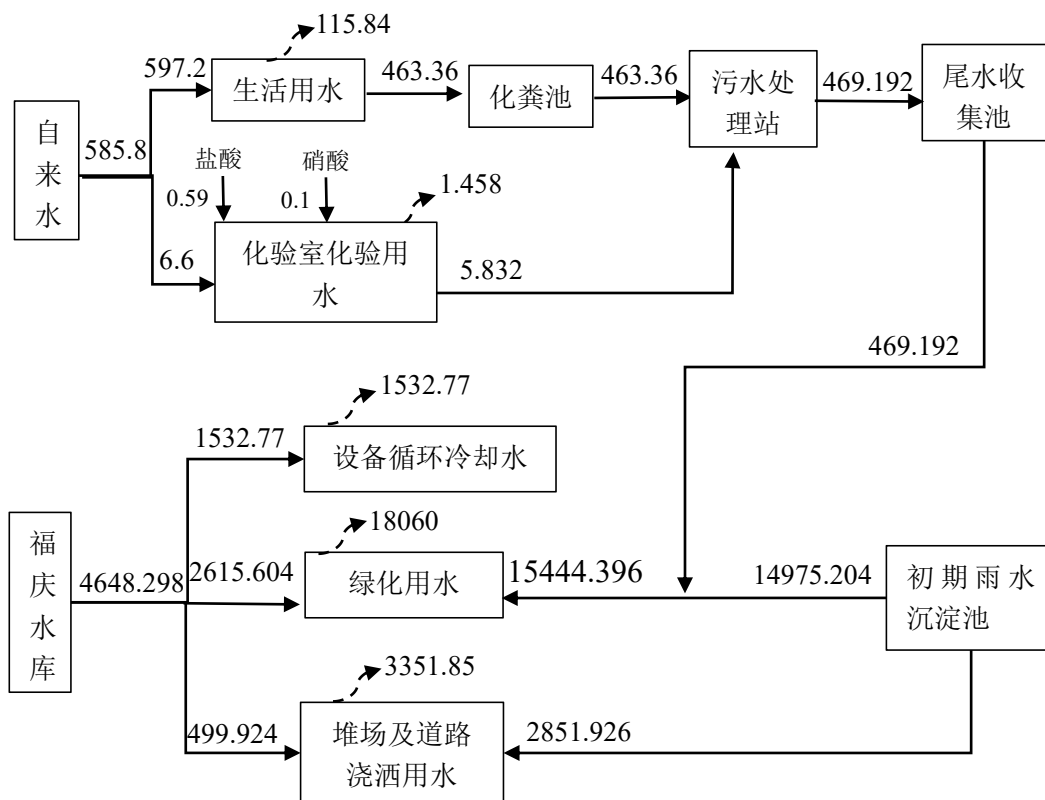 115.84
597.2
生活用水
463.36
化粪池
463.36
污水处
理站
469.192
尾水收
集池
自
来
水
585.8
盐酸
硝酸
0.59
0.1
1.458
6.6
化验室化验用
水
5.832
469.192
1532.77
1532.77
设备循环冷却水
18060
福
庆
水
库
4648.298
2615.604
绿化用水
15444.396
14975.204
初期雨水
沉淀池
3351.85
499.924
堆场及道路
浇洒用水
2851.926